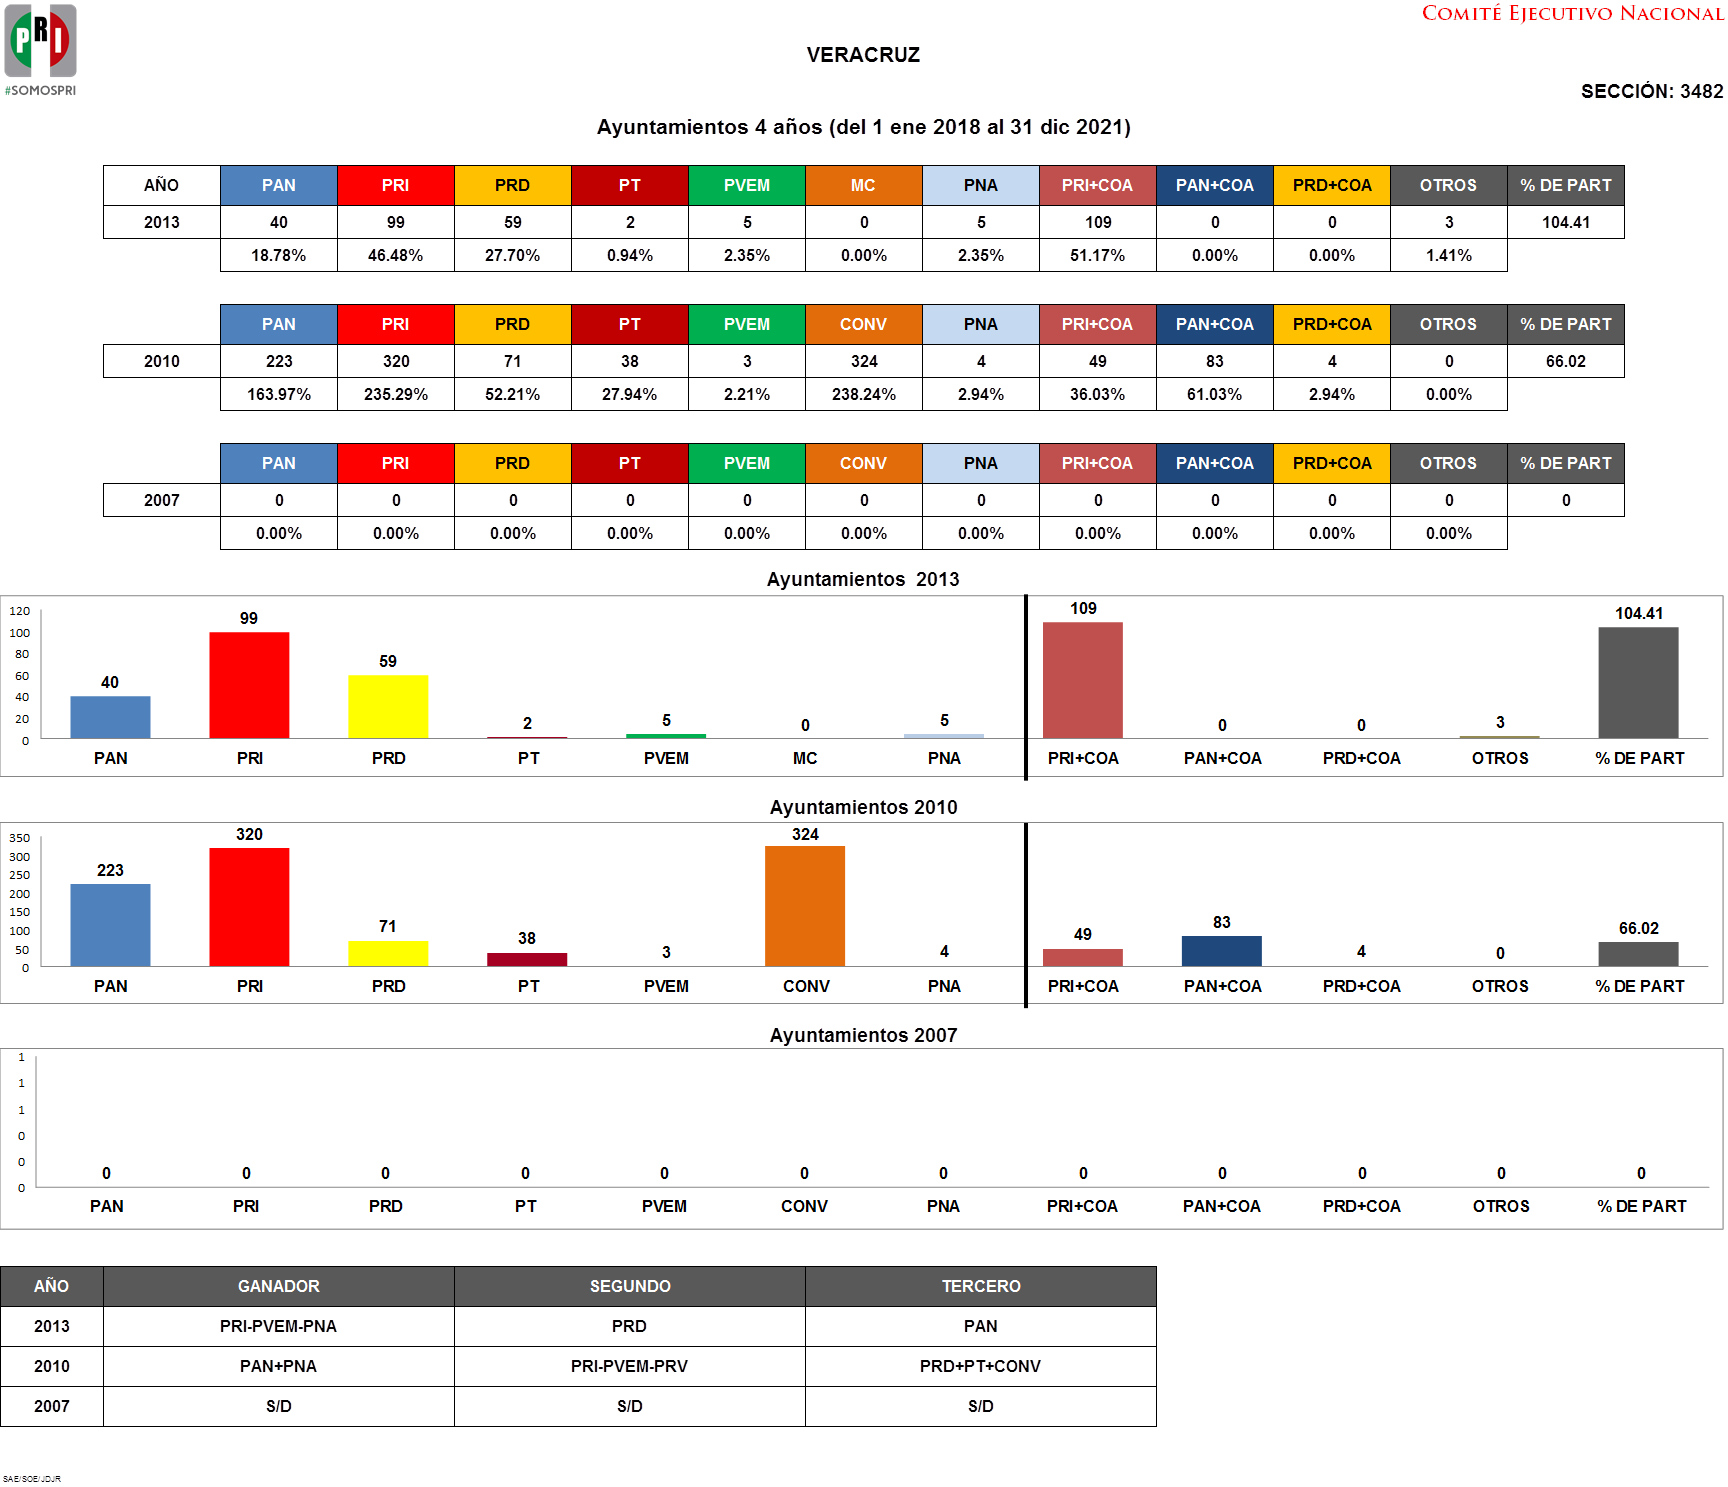 PRI
#SOMOSPRI
COMITÉ EJECUTIVO NACIONAL
VERACRUZ
SECCIÓN: 3482
Ayuntamientos 4 años (del 1 ene 2018 al 31 dic 2021)
AÑO PAN PRI PRD PT PVEM MC PNA PRI+COA PAN+COA PRD+COA OTROS % DE PART
2013 40 99 59 2 5 0 5 109 0 0 3 104.41
18.78% 46.48% 27.70% 0.94% 2.35% 0.00% 2.35% 51.17% 0.00% 0.00% 1.41%
PAN PRI PRD PT PVEM CONV PNA PRI+COA PAN+COA PRD+COA OTROS % DE PART
2010 223 320 71 38 3 324 4 49 83 4 0 66.02
163.97% 235.29% 52.21% 27.94% 2.21% 238.24% 2.94% 36.03% 61.03% 2.94% 0.00%
PAN PRI PRD PT PVEM CONV PNA PRI+COA PAN+COA PRD+COA OTROS % DE PART
2007 0 0 0 0 0 0 0 0 0 0 0 0
0.00% 0.00% 0.00% 0.00% 0.00% 0.00% 0.00% 0.00% 0.00% 0.00% 0.00%
Ayuntamientos 2013
120
100
80
60
40
20
0
40 99 59 2 5 0 5 109 0 0 3 104.41
PAN PRI PRD PT PVEM MC PNA PRI+COA PAN+COA PRD+COA OTROS % DE PART
Ayuntamientos 2010
350
300
250
200
150
100
50
0
223 320 71 38 3 324 4 49 83 4 0 66.02
PAN PRI PRD PT PVEM CONV PNA PRI+COA PAN+COA PRD+COA OTROS % DE PART
Ayuntamientos 2007
1
1
1
0
0
0
0 0 0 0 0 0 0 0 0 0 0 0
PAN PRI PRD PT PVEM CONV PNA PRI+COA PAN+COA PRD+COA OTROS % DE PART
AÑO GANADOR SEGUNDO TERCERO
2013 PRI-PVEM-PNA PRD PAN
2010 PAN+PNA PRI-PVEM-PRV PRD+PT+CONV
2007 S/D S/D S/D
SAE/SOE/JDJR